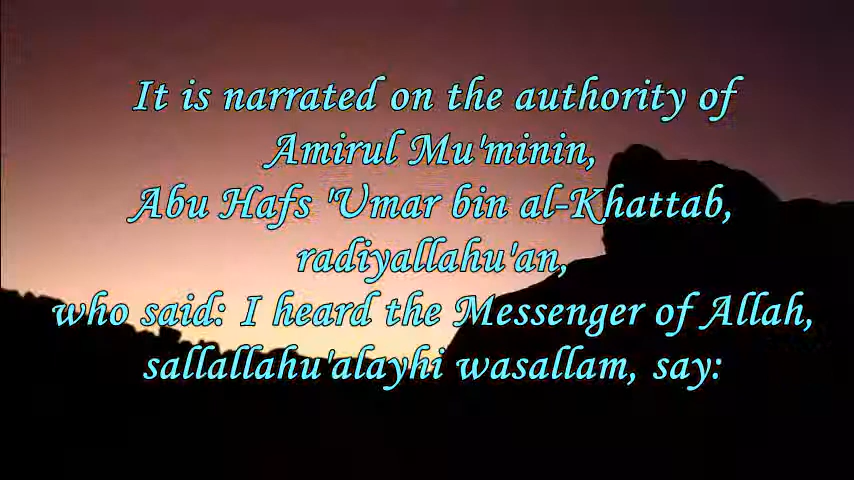 It is narrated on the authority of
Amirul Mu'minin,
Abu Hafs 'Umar bin al-Khattab,
radiyallahu'an,
who said: I heard the Messenger of Allah,
sallallahu'alayhi wasallam, say: